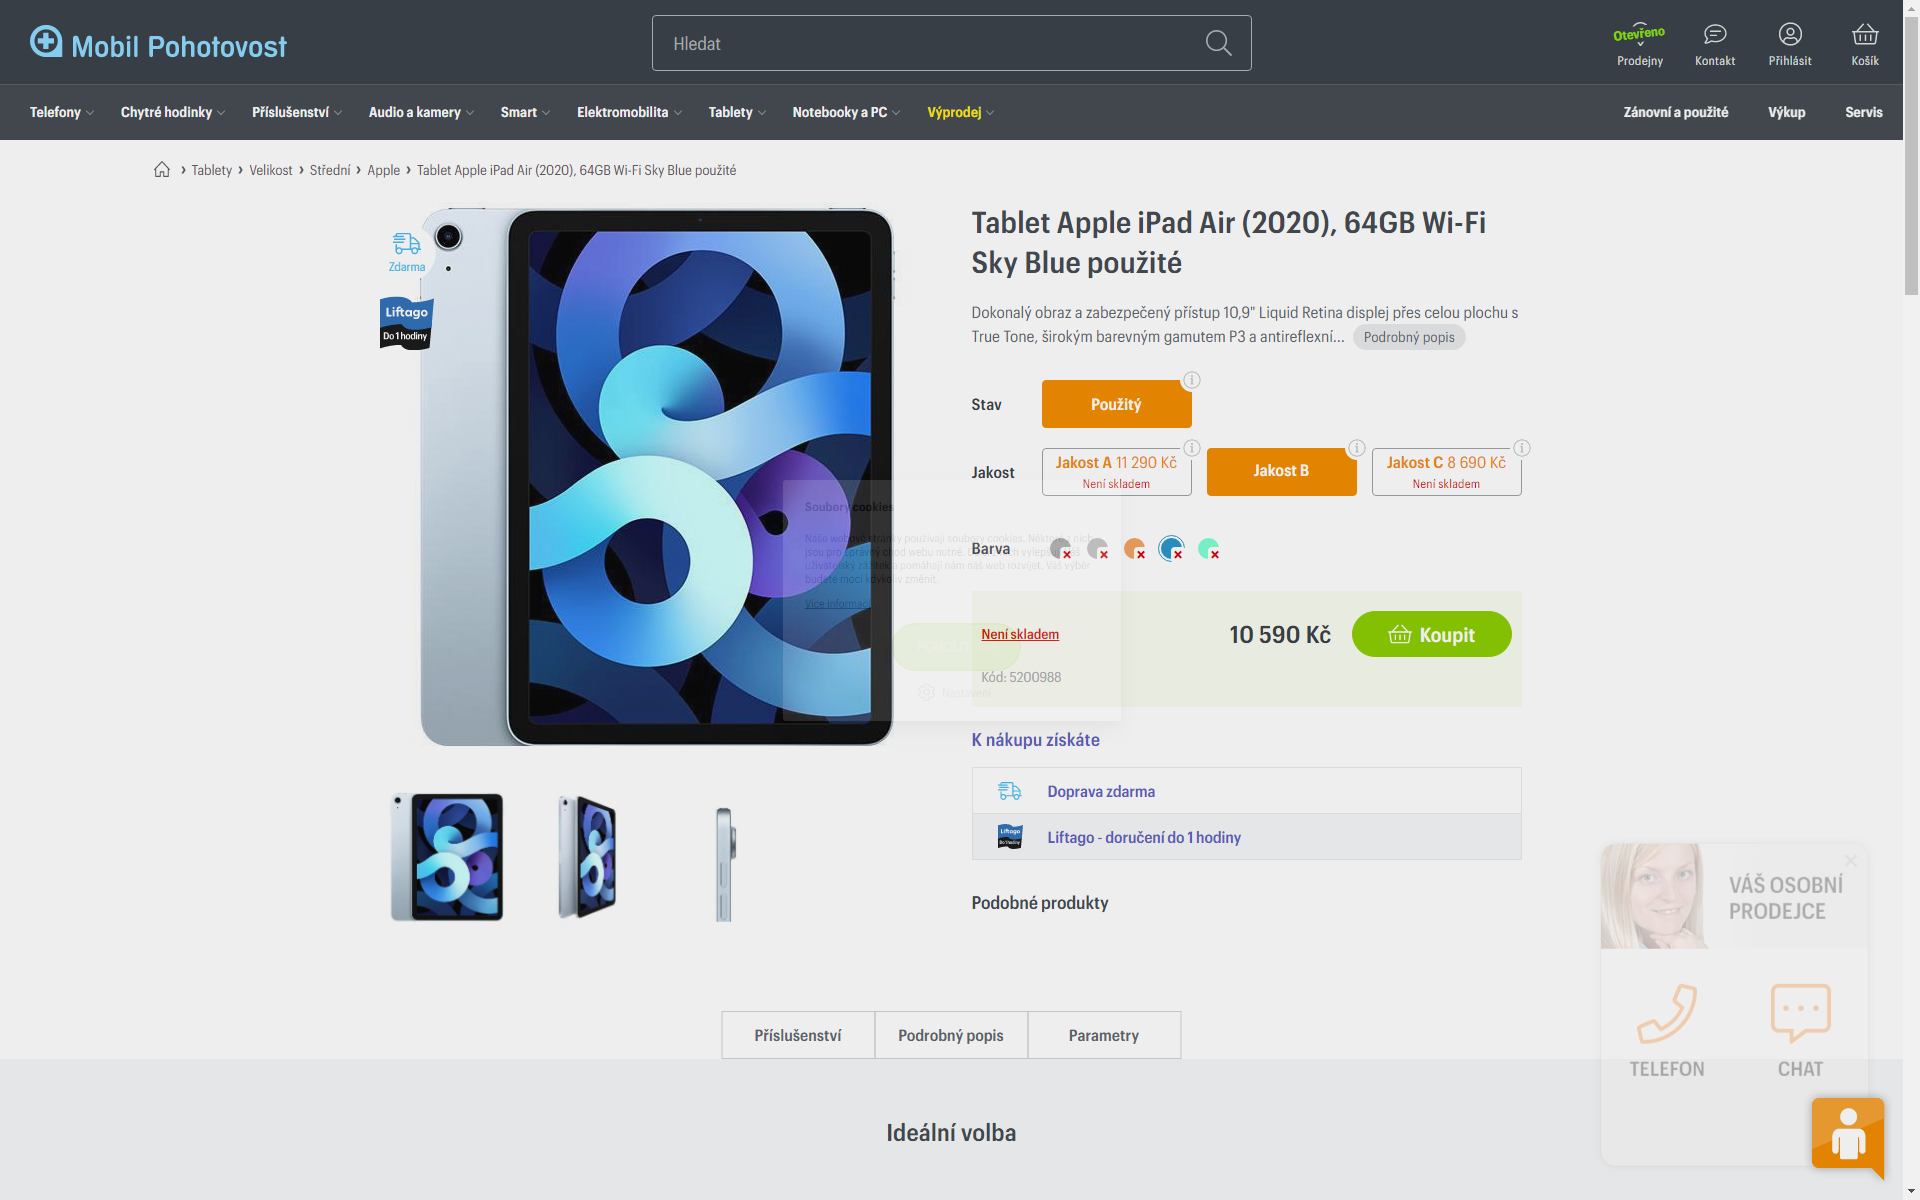 Mobil Pohotovost
Hledat
Otevřeno
Prodejny
Kontakt
Přihlásit
Košík
Telefony
Chytré hodinky
Příslušenství
Audio a kamery
Smart
Elektromobilita
Tablety
Notebooky a PC
Výprodej
Zánovní a použité
Výkup
Servis
Tablety › Velikost › Střední › Apple › Tablet Apple iPad Air (2020), 64GB Wi-Fi Sky Blue použité
Zdarma
Liftago
Do 1 hodiny
Tablet Apple iPad Air (2020), 64GB Wi-Fi
Sky Blue použité
Dokonalý obraz a zabezpečený přístup 10,9" Liquid Retina displej přes celou plochu s
True Tone, širokým barevným gamutem P3 a antireflexní...
Podrobný popis
Stav
Použitý
Jakost
Jakost A 11 290 Kč
Není skladem
Jakost B
Jakost C 8 690 Kč
Není skladem
Soubory cookies
Barva
Více informací
Není skladem
10 590 Kč
Koupit
Kód: 5200988
Nastavení
K nákupu získáte
Doprava zdarma
Liftago
Do 1 hodiny
Liftago - doručení do 1 hodiny
Podobné produkty
VÁŠ OSOBNÍ
PRODEJCE
TELEFON
CHAT
Příslušenství
Podrobný popis
Parametry
Ideální volba